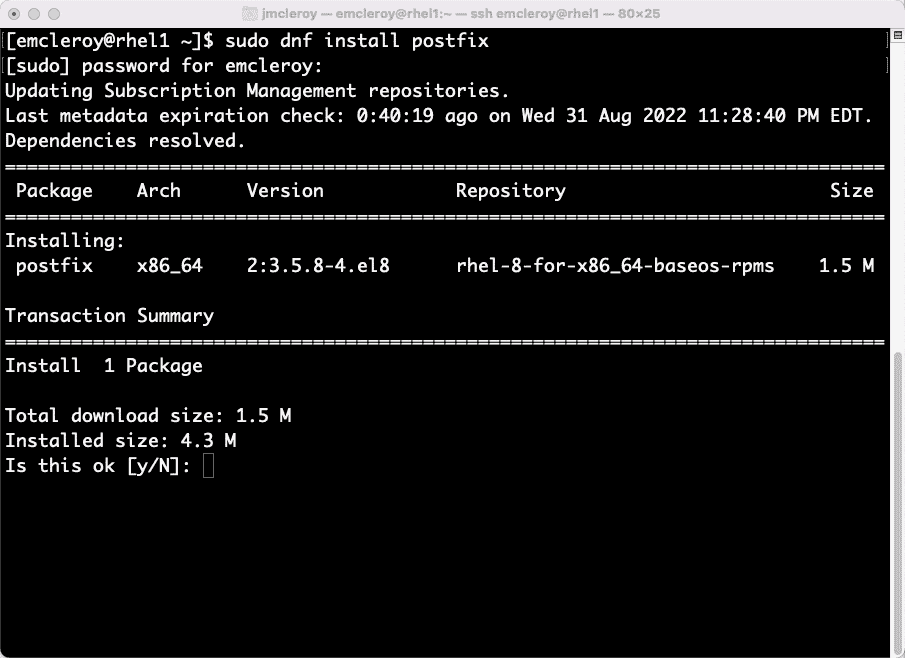 jmcleroy — emcleroy@rhel1:~ — ssh emcleroy@rhel1 — 80×25
[emcleroy@rhel1 ~]$ sudo dnf install postfix
[sudo] password for emcleroy:
Updating Subscription Management repositories.
Last metadata expiration check: 0:40:19 ago on Wed 31 Aug 2022 11:28:40 PM EDT.
Dependencies resolved.
================================================================================
Package    Arch      Version            Repository                        Size
================================================================================
Installing:
postfix    x86_64    2:3.5.8-4.el8      rhel-8-for-x86_64-baseos-rpms    1.5 M
Transaction Summary
================================================================================
Install  1 Package
Total download size: 1.5 M
Installed size: 4.3 M
Is this ok [y/N]: